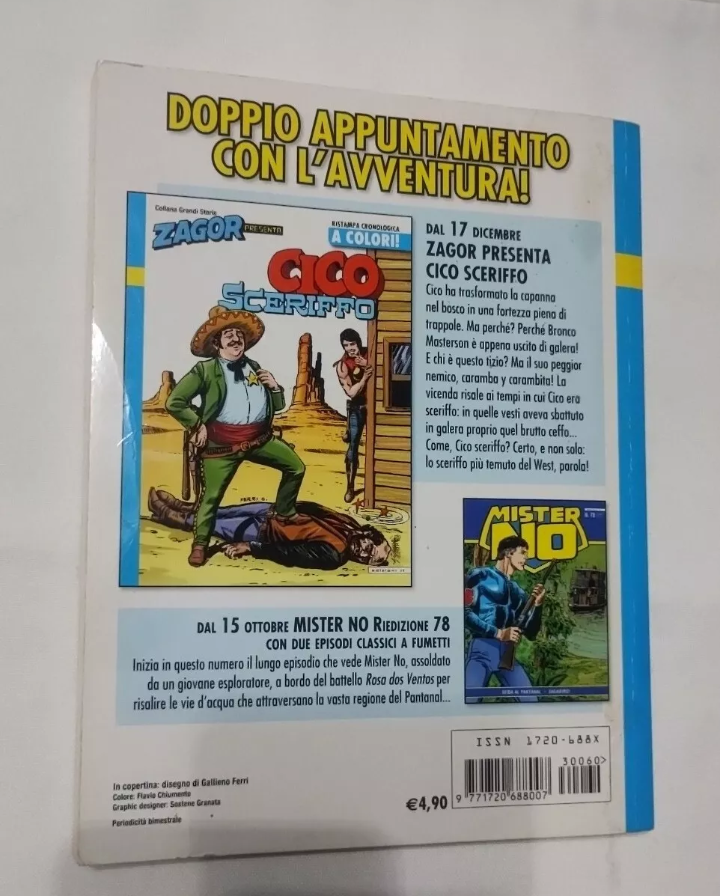 DOPPIO APPUNTAMENTO
CON L'AVVENTURA!
Collana Grandi Storie
ZAGOR PRESENTA
RISTAMPA CRONOLOGICA
A COLORI!
CICO
SCERIFFO
FERRI G.
DAL 17 DICEMBRE
ZAGOR PRESENTA
CICO SCERIFFO
Cico ha trasformato la capanna
nel bosco in una fortezza piena di
trappole. Ma perché? Perché Bronco
Masterson è appena uscito di galera!
E chi è questo tizio? Ma il suo peggior
nemico, caramba y carambita! La
vicenda risale ai tempi in cui Cico era
sceriffo: in quelle vesti aveva sbattuto
in galera proprio quel brutto ceffo...
Come, Cico sceriffo? Certo, e non solo:
lo sceriffo più temuto del West, parola!
MISTER
NO
DAL 15 OTTOBRE MISTER NO RIEDIZIONE 78
CON DUE EPISODI CLASSICI A FUMETTI
Inizia in questo numero il lungo episodio che vede Mister No, assoldato
da un giovane esploratore, a bordo del battello Rosa dos Ventos per
risalire le vie d'acqua che attraversano la vasta regione del Pantanal...
In copertina: disegno di Gallieno Ferri
Colore: Flavio Chiumento
Graphic designer: Sostene Granata
Periodicità bimestrale
€4,90
ISSN 1720-688X
30060>
9 771720 688007